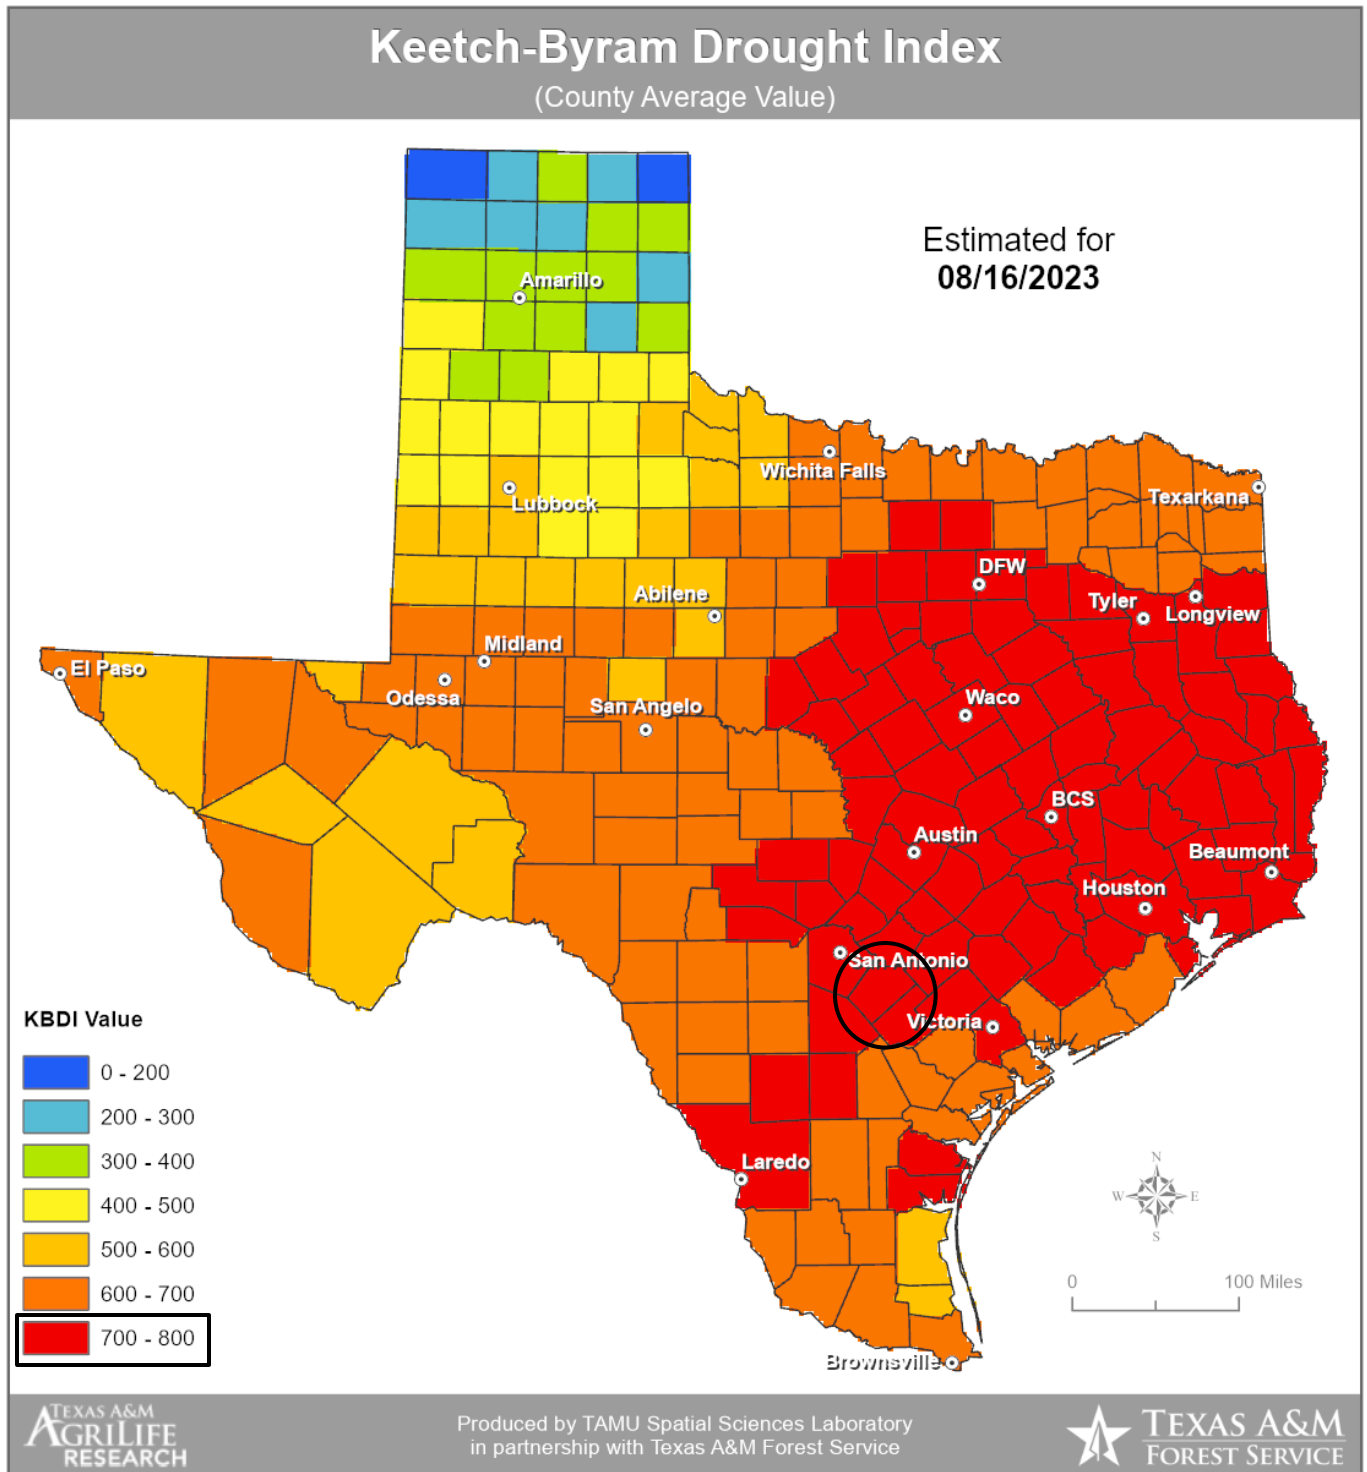 Keetch-Byram Drought Index
(County Average Value)
Estimated for
08/16/2023
Amarillo
Wichita Falls
Texarkana
Lubbock
DFW
Abilene
Tyler
Longview
Midland
El Paso
Odessa
San Angelo
Waco
BCS
Austin
Beaumont
Houston
San Antonio
Victoria
Laredo
Brownsville
KBDI Value
0 - 200
200 - 300
300 - 400
400 - 500
500 - 600
600 - 700
700 - 800
N
W
E
S
0
100 Miles
TEXAS A&M
AGRILIFE
RESEARCH
Produced by TAMU Spatial Sciences Laboratory
in partnership with Texas A&M Forest Service
TEXAS A&M
FOREST SERVICE